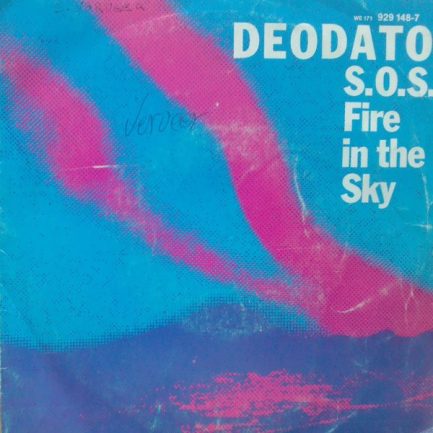 WE 171 929 148-7
DEODATO
S.O.S.
Fire
in the
Sky